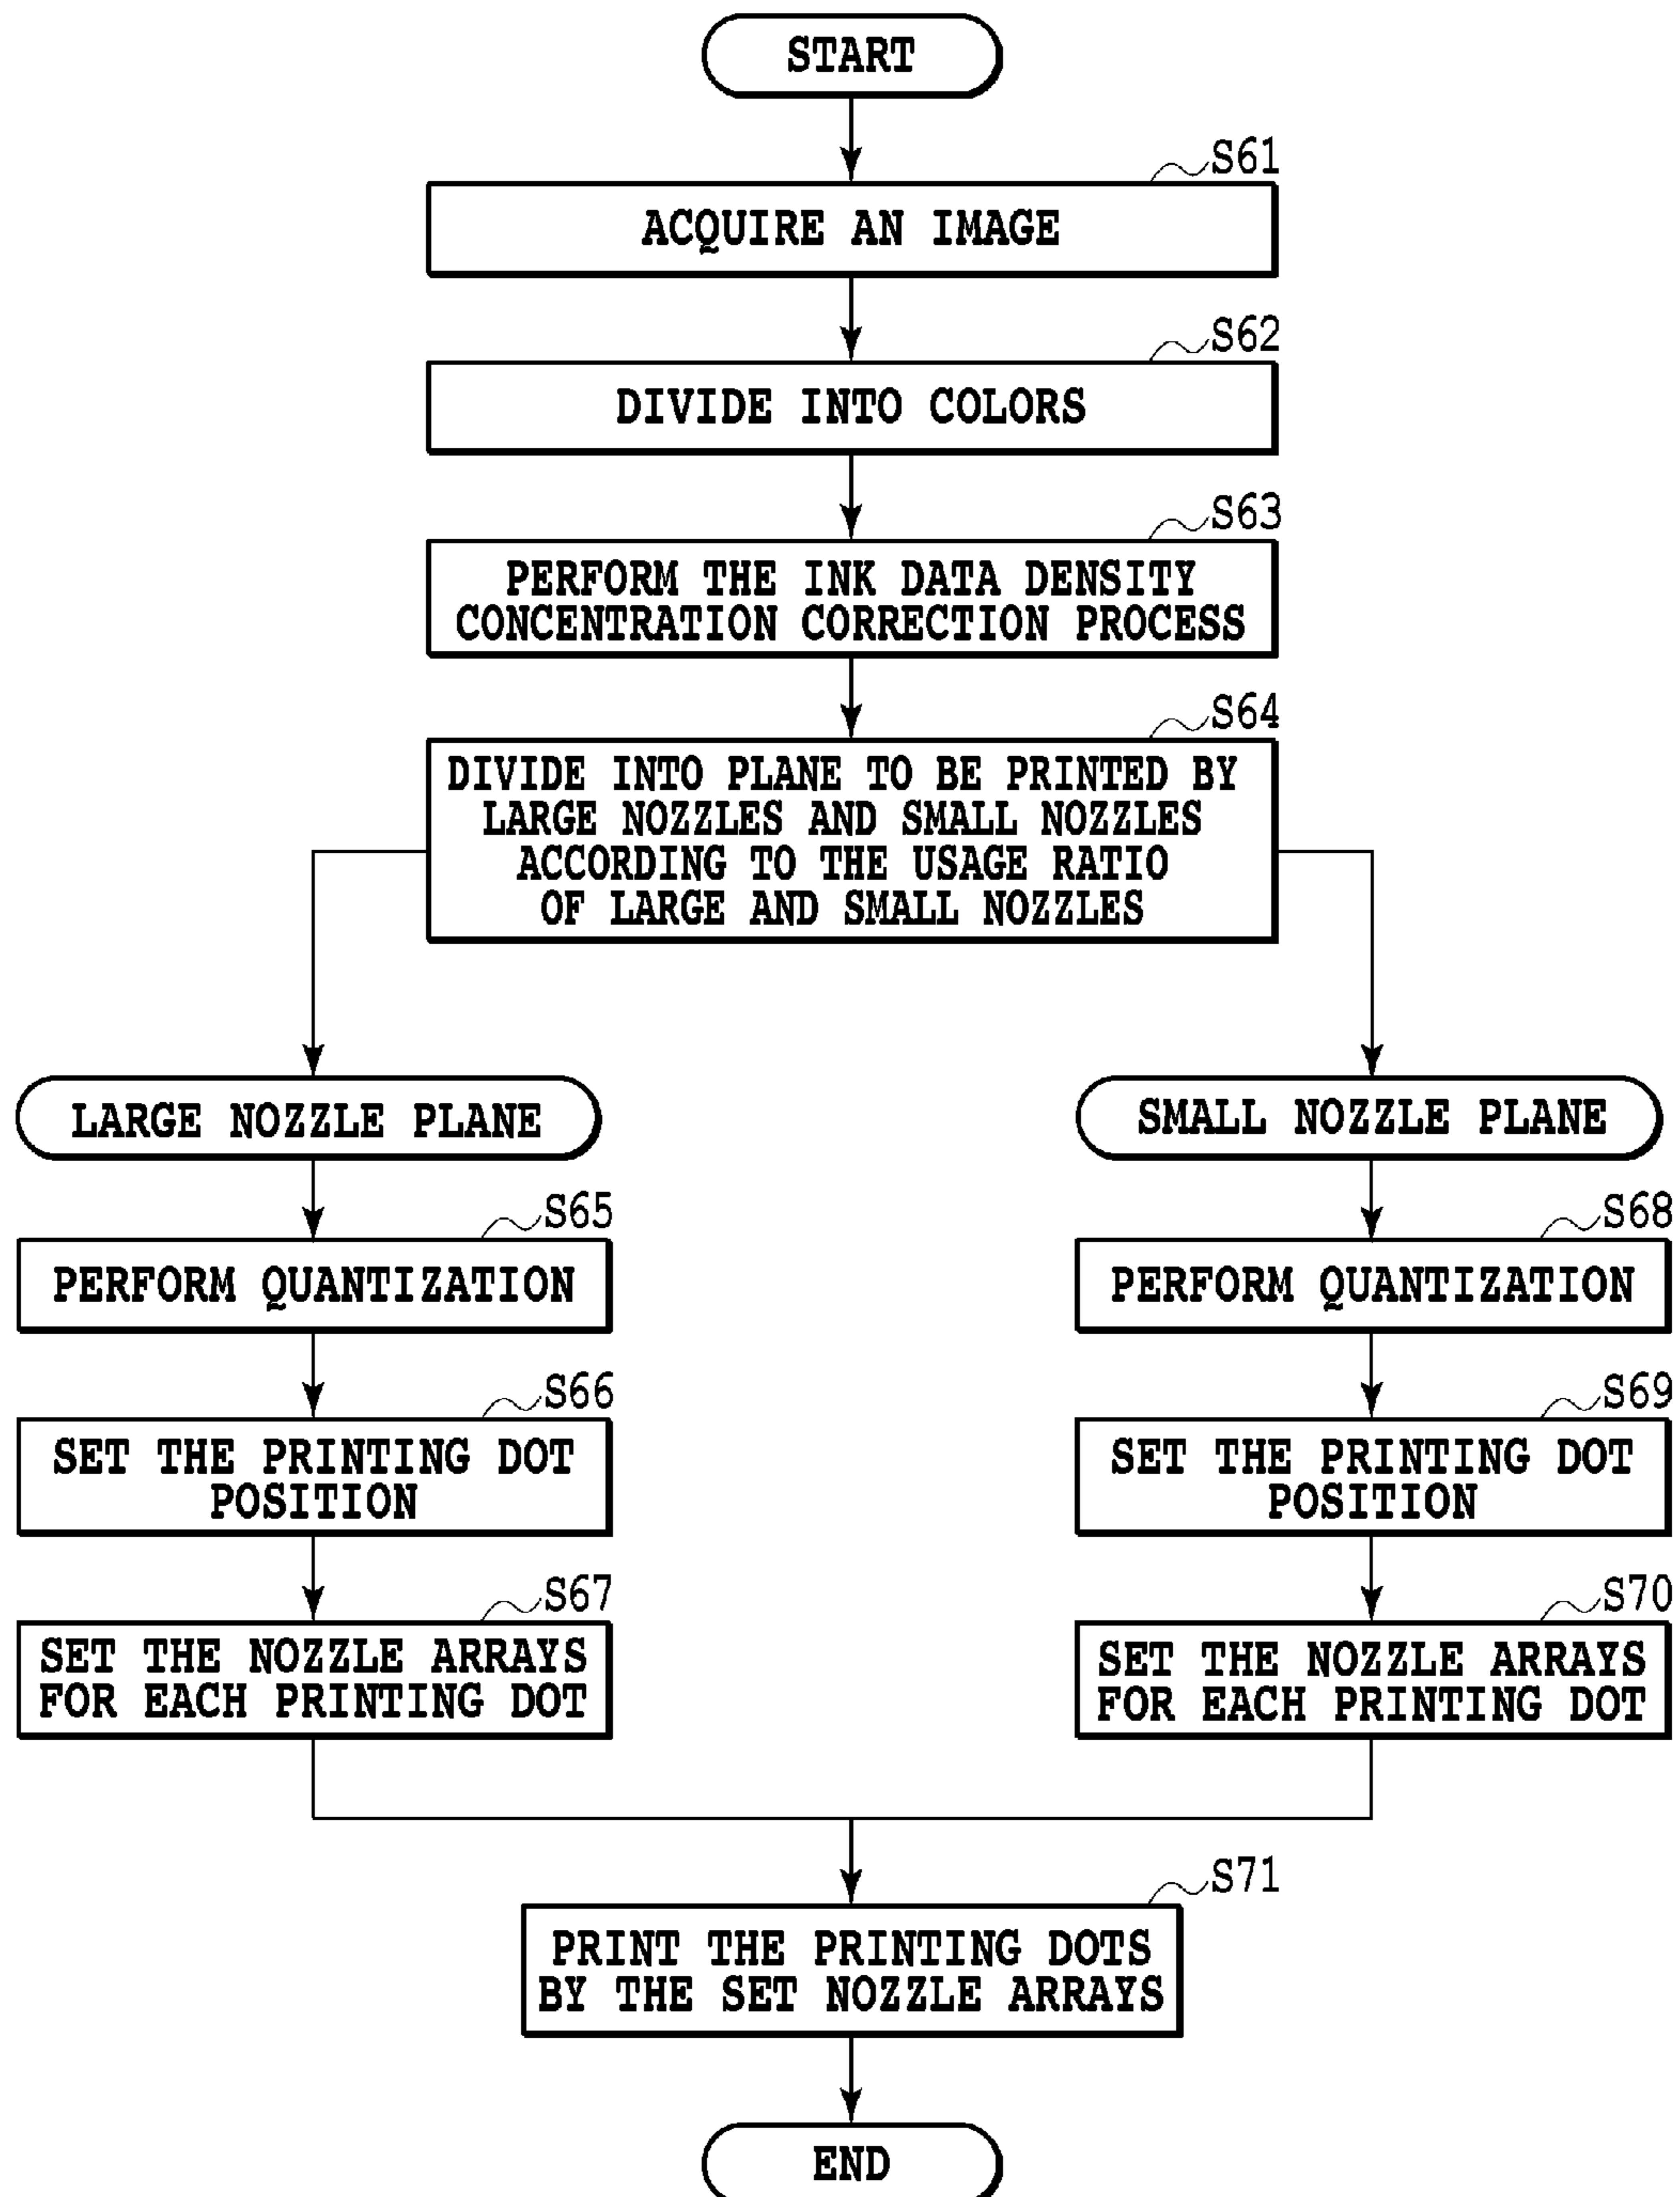 START
S61
ACQUIRE AN IMAGE
S62
DIVIDE INTO COLORS
S63
PERFORM THE INK DATA DENSITY
CONCENTRATION CORRECTION PROCESS
S64
DIVIDE INTO PLANE TO BE PRINTED BY
LARGE NOZZLES AND SMALL NOZZLES
ACCORDING TO THE USAGE RATIO
OF LARGE AND SMALL NOZZLES
LARGE NOZZLE PLANE
S65
PERFORM QUANTIZATION
S66
SET THE PRINTING DOT
POSITION
S67
SET THE NOZZLE ARRAYS
FOR EACH PRINTING DOT
SMALL NOZZLE PLANE
S68
PERFORM QUANTIZATION
S69
SET THE PRINTING DOT
POSITION
S70
SET THE NOZZLE ARRAYS
FOR EACH PRINTING DOT
S71
PRINT THE PRINTING DOTS
BY THE SET NOZZLE ARRAYS
END